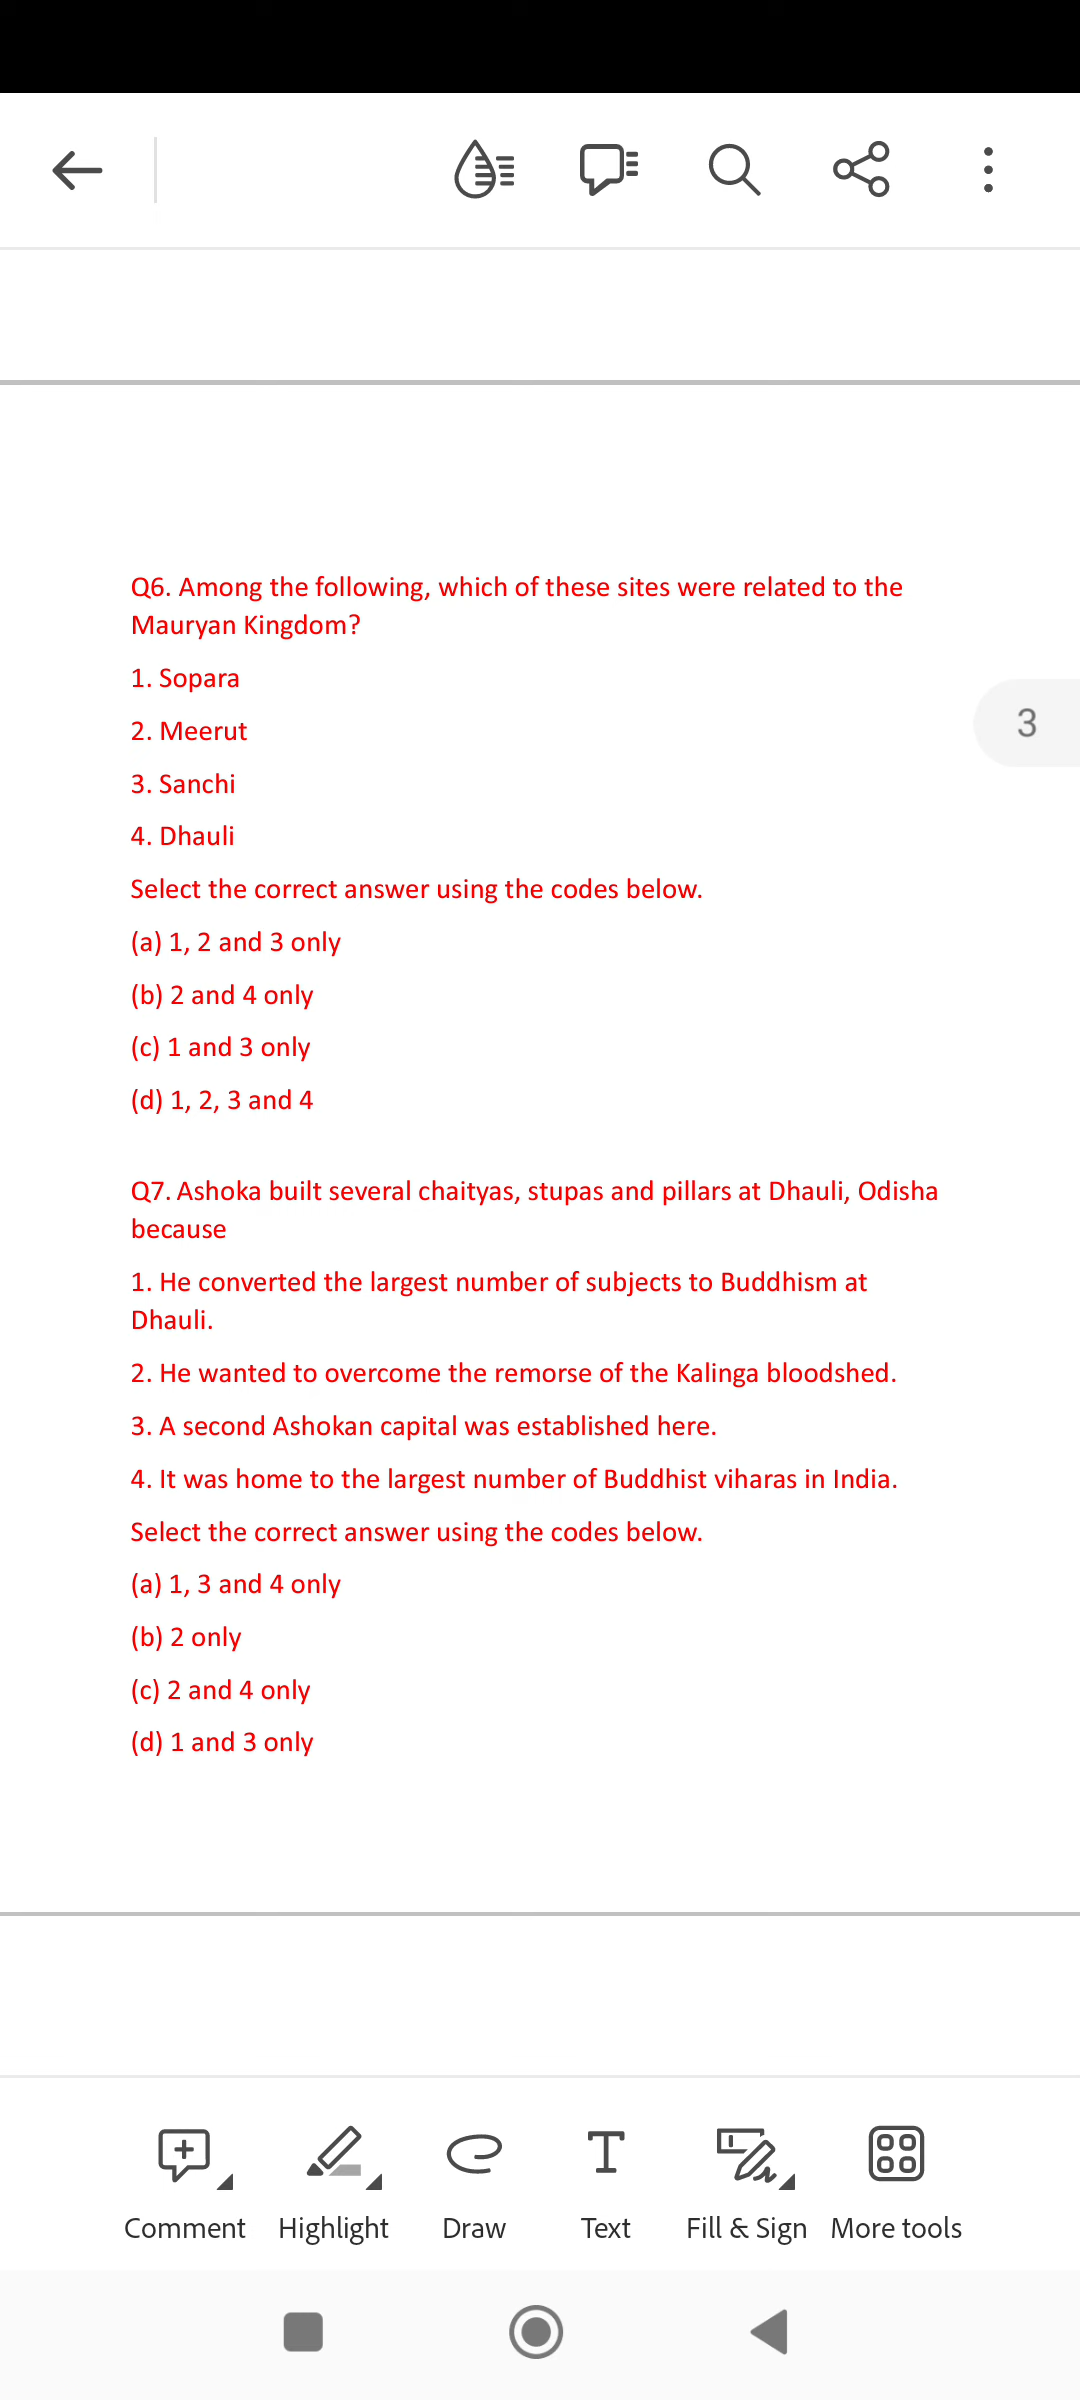 Q6. Among the following, which of these sites were related to the
Mauryan Kingdom?
1. Sopara
2. Meerut
3. Sanchi
4. Dhauli
Select the correct answer using the codes below.
(a) 1, 2 and 3 only
(b) 2 and 4 only
(c) 1 and 3 only
(d) 1, 2, 3 and 4
3
Q7. Ashoka built several chaityas, stupas and pillars at Dhauli, Odisha
because
1. He converted the largest number of subjects to Buddhism at
Dhauli.
2. He wanted to overcome the remorse of the Kalinga bloodshed.
3. A second Ashokan capital was established here.
4. It was home to the largest number of Buddhist viharas in India.
Select the correct answer using the codes below.
(a) 1, 3 and 4 only
(b) 2 only
(c) 2 and 4 only
(d) 1 and 3 only
Comment Highlight Draw Text Fill & Sign More tools